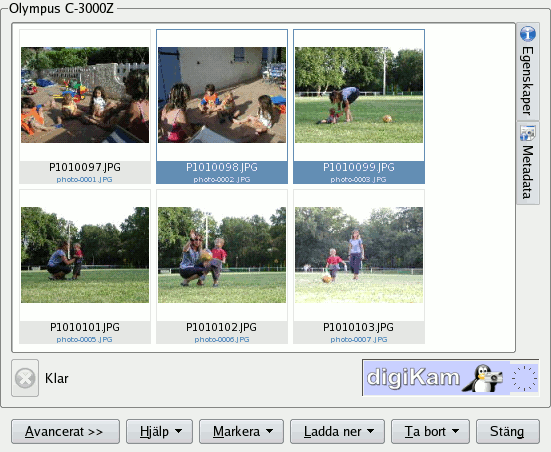 Olympus C-3000Z
P1010097.JPG
photo-0001.JPG
P1010098.JPG
photo-0002.JPG
P1010099.JPG
photo-0003.JPG
P1010101.JPG
photo-0005.JPG
P1010102.JPG
photo-0006.JPG
P1010103.JPG
photo-0007.JPG
Egenskaper
Metadata
Klar
digiKam
Avancerat >>
Hjälp
Markera
Ladda ner
Ta bort
Stäng